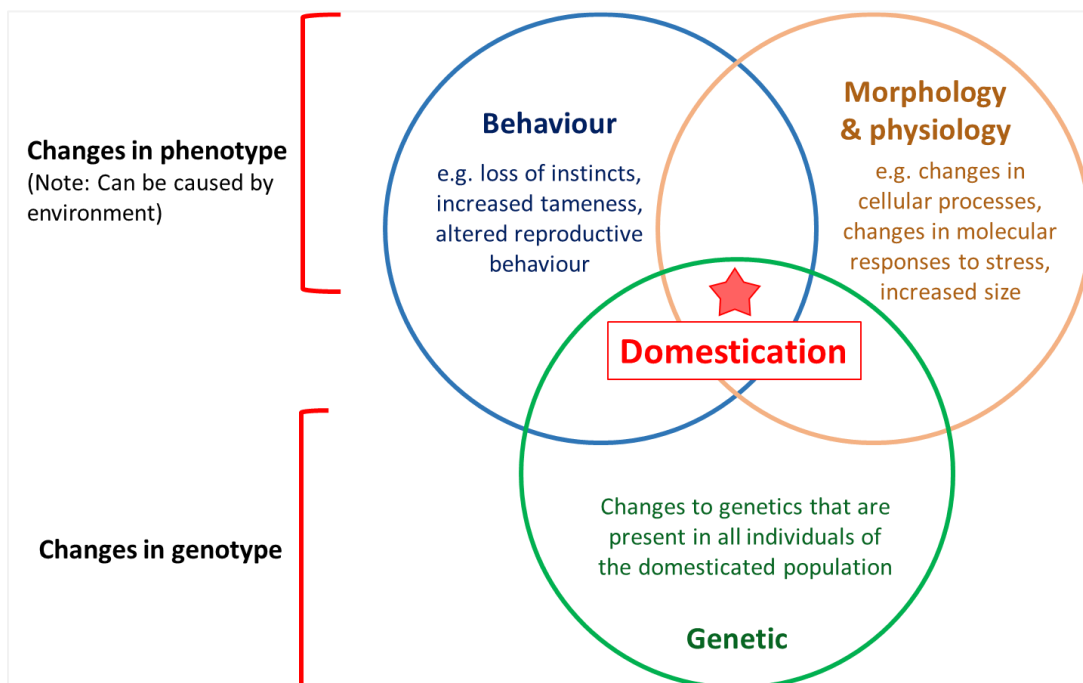 Changes in phenotype
(Note: Can be caused by
environment)
Behaviour
e.g. loss of instincts,
increased tameness,
altered reproductive
behaviour
Morphology
& physiology
e.g. changes in
cellular processes,
changes in molecular
responses to stress,
increased size
Domestication
Changes in genotype
Changes to genetics that are
present in all individuals of
the domesticated population
Genetic